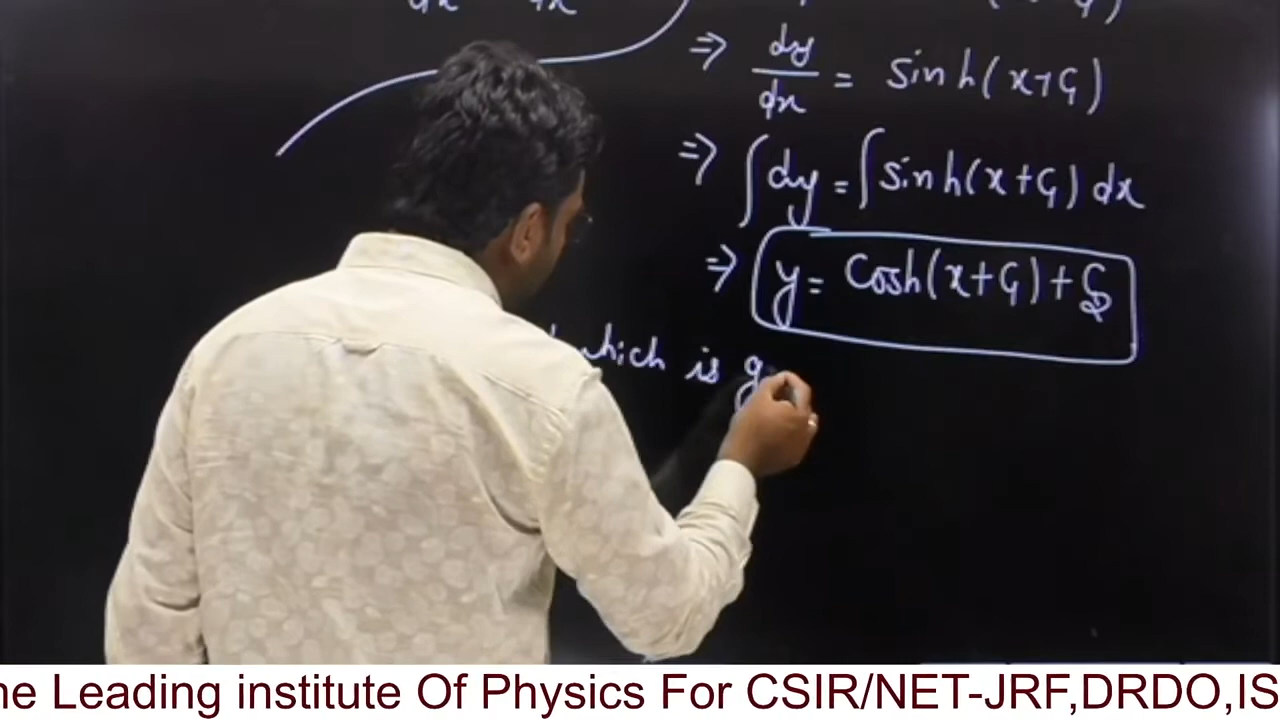 ⇒ dy/dx = sinh(x+C₁)
⇒ ∫dy = ∫sinh(x+C₁) dx
⇒ y = Cosh(x+C₁)+C₂
which is
he Leading institute Of Physics For CSIR/NET-JRF,DRDO,IS